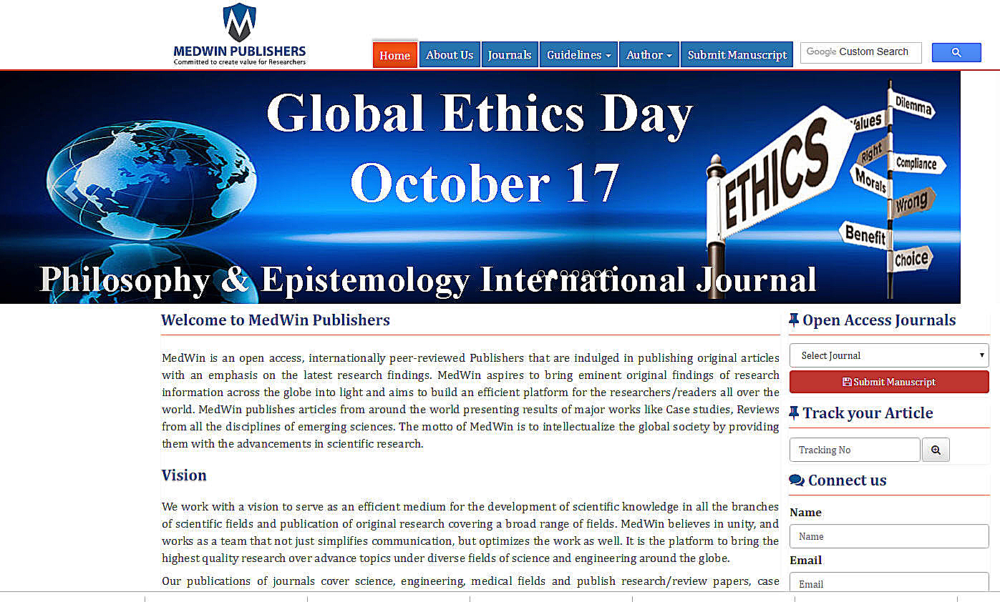 MEDWIN PUBLISHERS
Committed to create value for Researchers
Home
About Us
Journals
Guidelines
Author
Submit Manuscript
Google Custom Search
Global Ethics Day
October 17
Philosophy & Epistemology International Journal
ETHICS
Dilemma
Values
Right
Compliance
Morals
Wrong
Benefit
Choice
Welcome to MedWin Publishers
MedWin is an open access, internationally peer-reviewed Publishers that are indulged in publishing original articles
with an emphasis on the latest research findings. MedWin aspires to bring eminent original findings of research
information across the globe into light and aims to build an efficient platform for the researchers/readers all over the
world. MedWin publishes articles from around the world presenting results of major works like Case studies, Reviews
from all the disciplines of emerging sciences. The motto of MedWin is to intellectualize the global society by providing
them with the advancements in scientific research.
Vision
We work with a vision to serve as an efficient medium for the development of scientific knowledge in all the branches
of scientific fields and publication of original research covering a broad range of fields. MedWin believes in unity, and
works as a team that not just simplifies communication, but optimizes the work as well. It is the platform to bring the
highest quality research over advance topics under diverse fields of science and engineering around the globe.
Our publications of journals cover science, engineering, medical fields and publish research/review papers, case
Open Access Journals
Select Journal
Submit Manuscript
Track your Article
Tracking No
Connect us
Name
Name
Email
Email